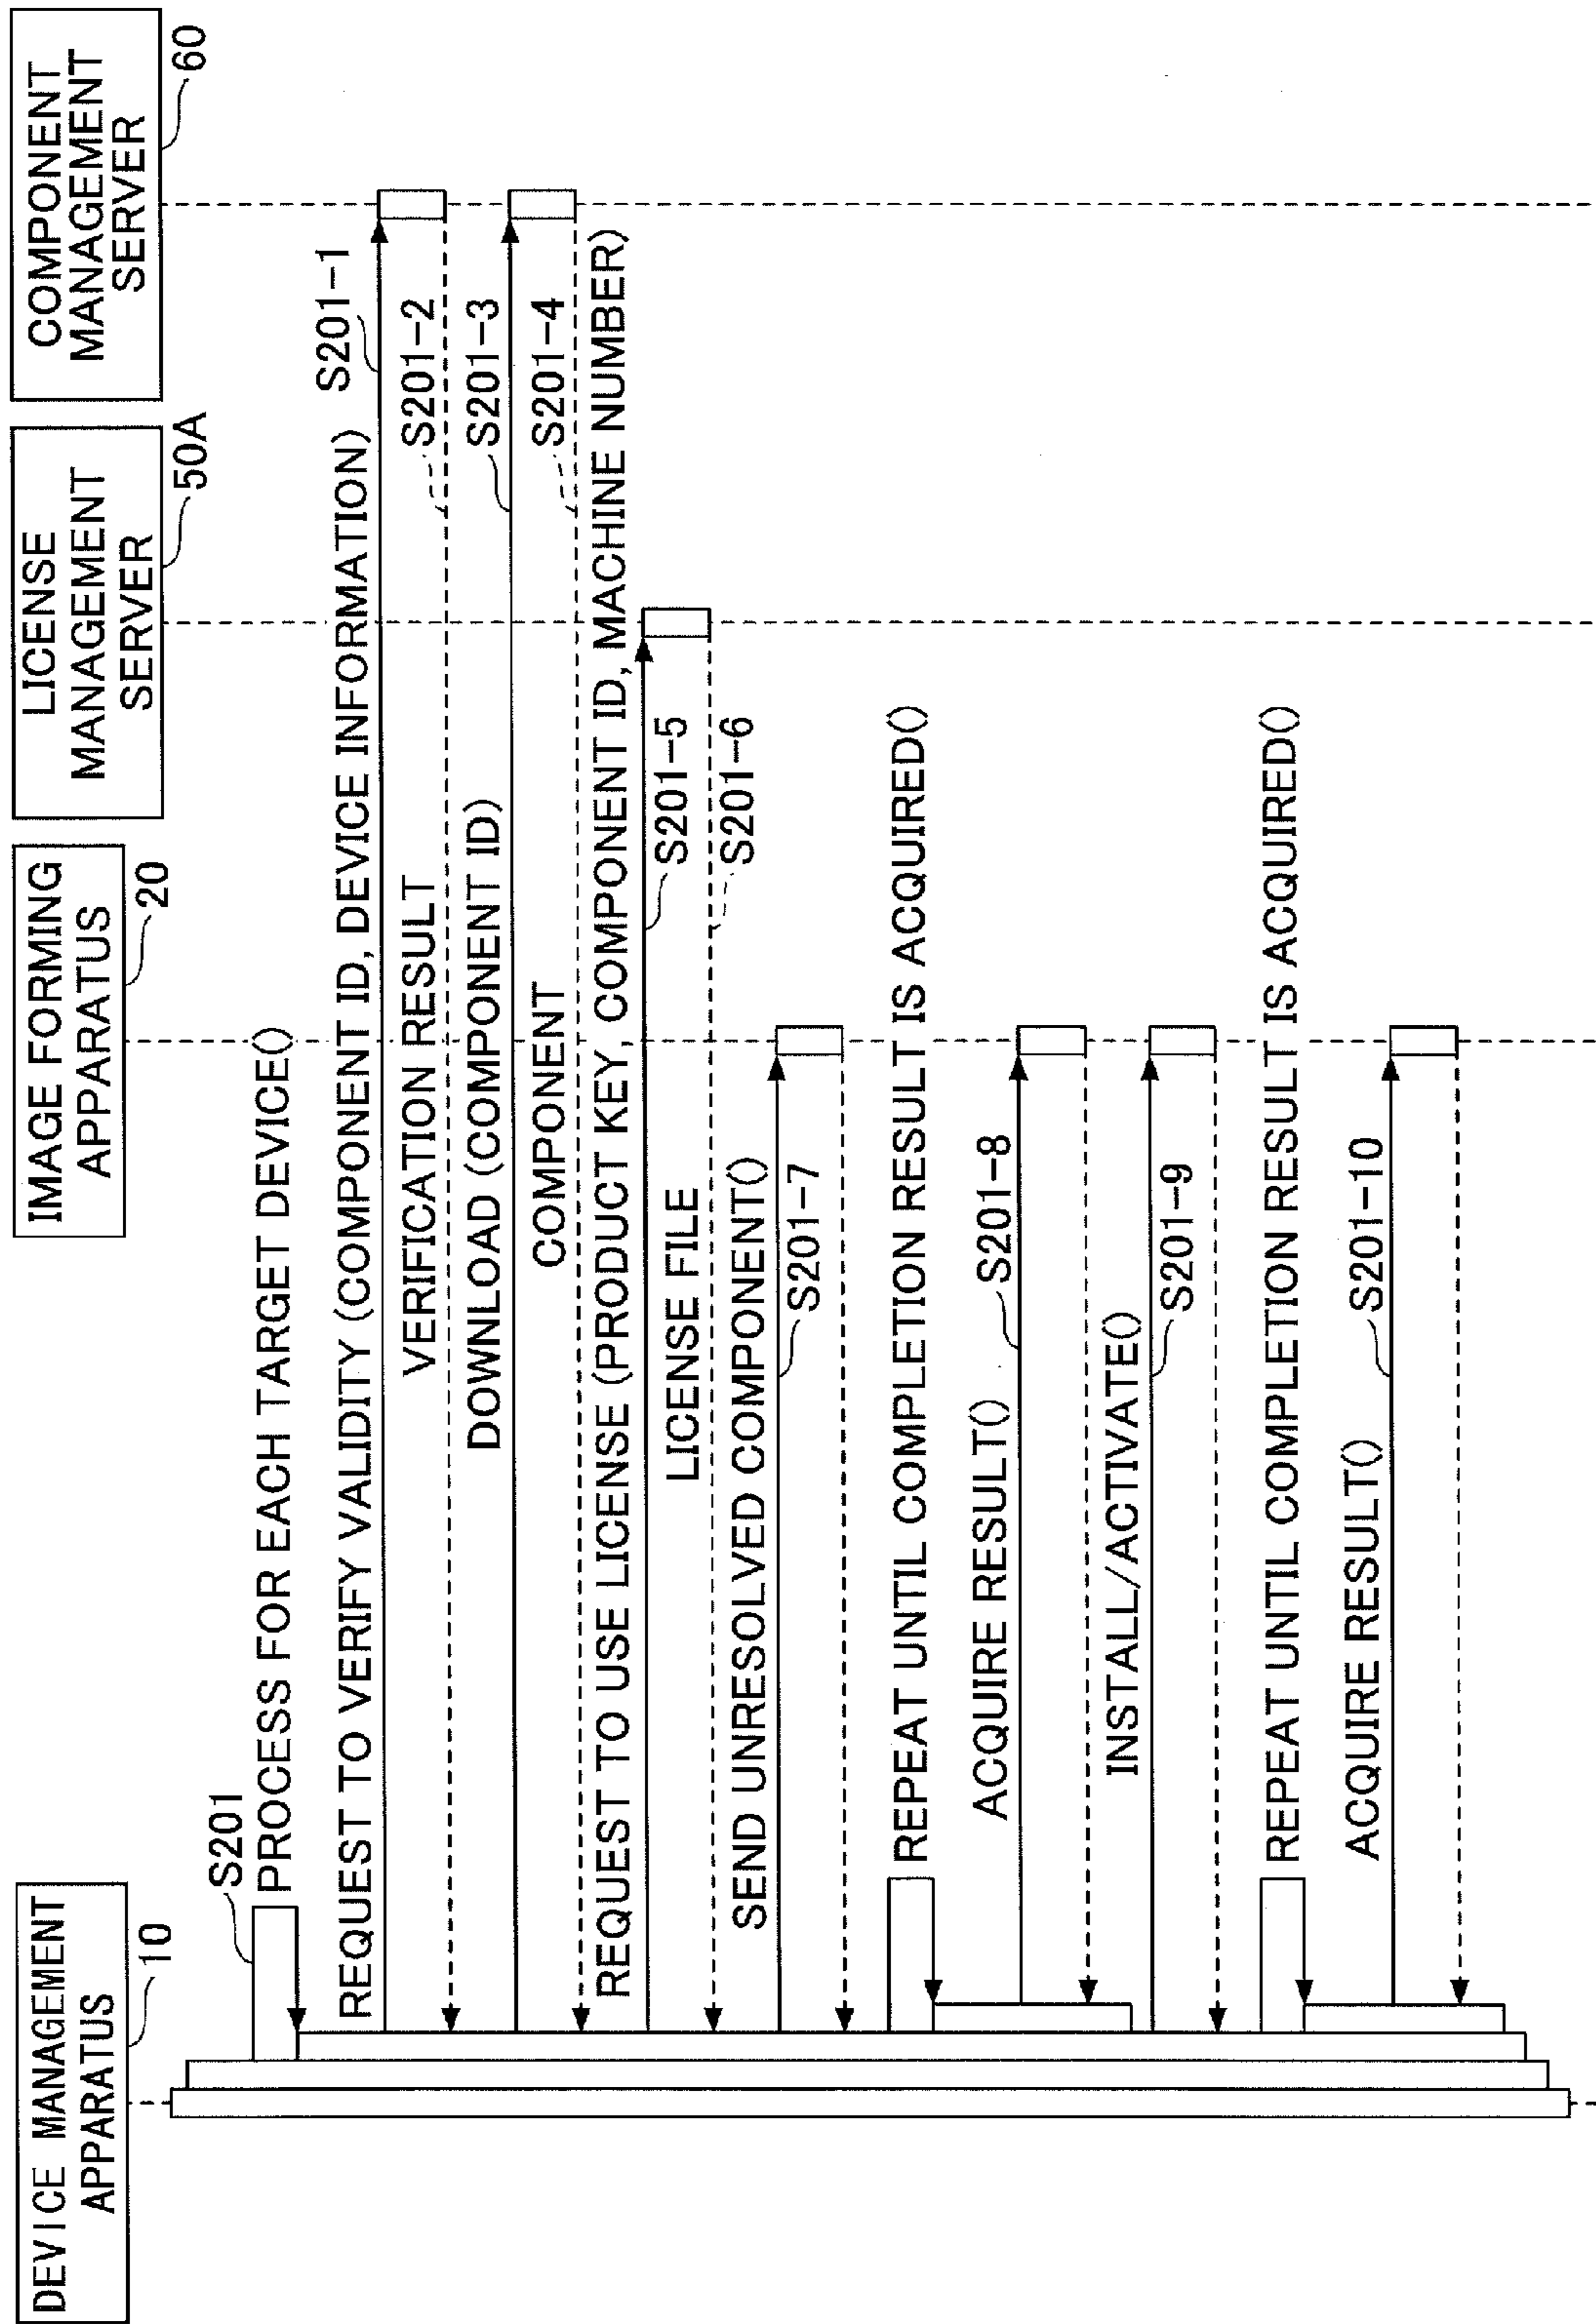 DEVICE MANAGEMENT
APPARATUS
10
IMAGE FORMING
APPARATUS
20
LICENSE
MANAGEMENT
SERVER
50A
COMPONENT
MANAGEMENT
SERVER
60
S201
PROCESS FOR EACH TARGET DEVICE()
REQUEST TO VERIFY VALIDITY (COMPONENT ID, DEVICE INFORMATION) S201-1
VERIFICATION RESULT S201-2
DOWNLOAD (COMPONENT ID) S201-3
COMPONENT S201-4
REQUEST TO USE LICENSE (PRODUCT KEY, COMPONENT ID, MACHINE NUMBER)
S201-5
LICENSE FILE S201-6
SEND UNRESOLVED COMPONENT()
S201-7
REPEAT UNTIL COMPLETION RESULT IS ACQUIRED()
ACQUIRE RESULT() S201-8
INSTALL/ACTIVATE()
S201-9
REPEAT UNTIL COMPLETION RESULT IS ACQUIRED()
ACQUIRE RESULT() S201-10